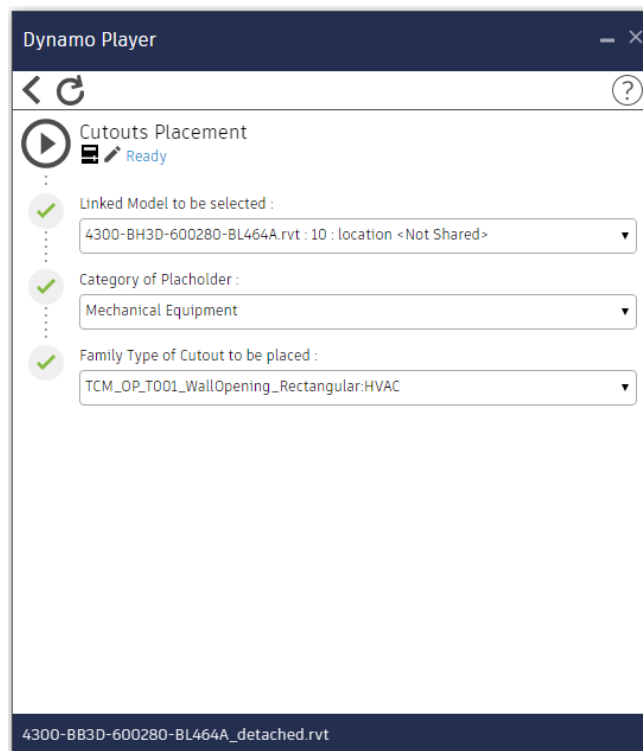 Dynamo Player
?
Cutouts Placement
Ready
Linked Model to be selected :
4300-BH3D-600280-BL464A.rvt : 10 : location <Not Shared>
Category of Placholder :
Mechanical Equipment
Family Type of Cutout to be placed :
TCM_OP_T001_WallOpening_Rectangular:HVAC
4300-BB3D-600280-BL464A_detached.rvt